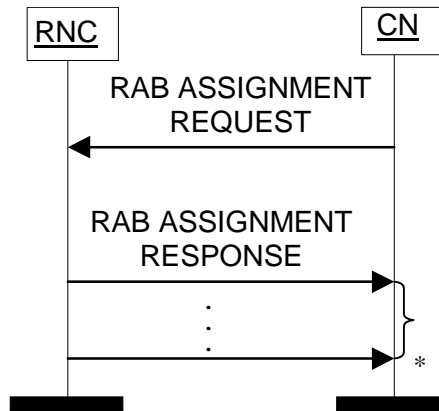 RNC
CN
RAB ASSIGNMENT
REQUEST
RAB ASSIGNMENT
RESPONSE
*